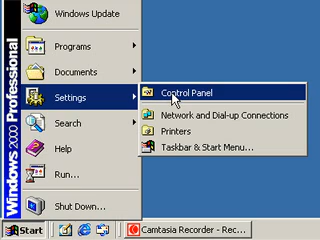 Windows Update
Programs
Documents
Settings
Control Panel
Network and Dial-up Connections
Printers
Taskbar & Start Menu...
Search
Help
Run...
Shut Down...
Windows 2000 Professional
Start
Camtasia Recorder - Rec...